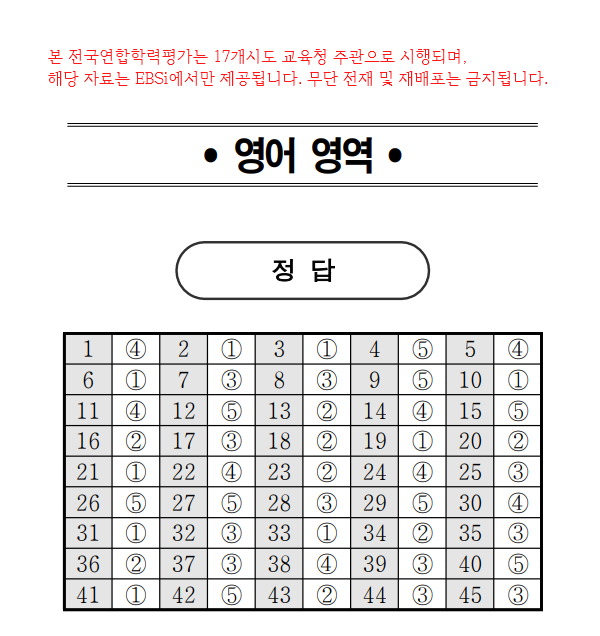 본 전국연합학력평가는 17개시도 교육청 주관으로 시행되며,
해당 자료는 EBSi에서만 제공됩니다. 무단 전재 및 재배포는 금지됩니다.
• 영어 영역 •
정 답
1 ④ 2 ① 3 ① 4 ⑤ 5 ④
6 ① 7 ③ 8 ③ 9 ⑤ 10 ①
11 ④ 12 ⑤ 13 ② 14 ④ 15 ⑤
16 ② 17 ③ 18 ② 19 ① 20 ②
21 ① 22 ④ 23 ② 24 ④ 25 ③
26 ⑤ 27 ⑤ 28 ③ 29 ⑤ 30 ④
31 ① 32 ③ 33 ① 34 ② 35 ③
36 ② 37 ③ 38 ④ 39 ③ 40 ⑤
41 ① 42 ⑤ 43 ② 44 ③ 45 ③